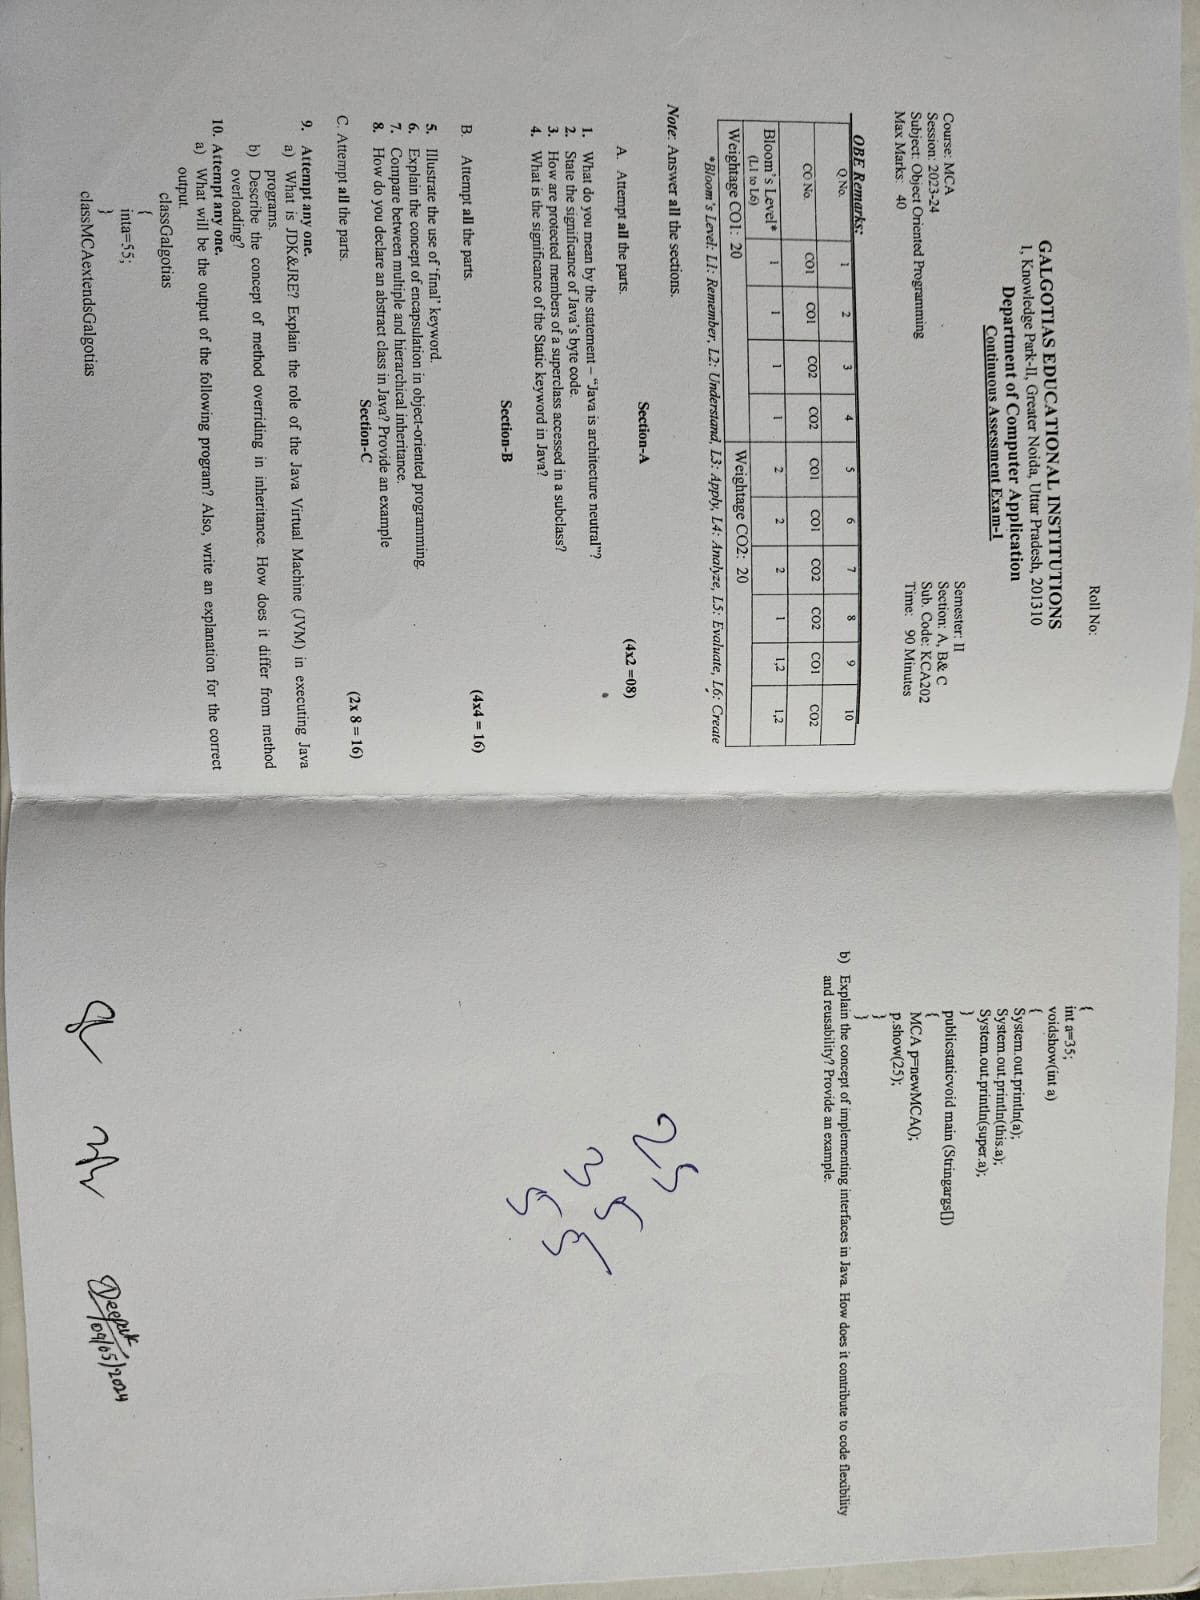 Roll No:
GALGOTIAS EDUCATIONAL INSTITUTIONS
1, Knowledge Park-II, Greater Noida, Uttar Pradesh, 201310
Department of Computer Application
Continuous Assessment Exam-1
Course: MCA Semester: II
Session: 2023-24 Section: A, B& C
Subject: Object Oriented Programming Sub. Code: KCA202
Max Marks: 40 Time: 90 Minutes
OBE Remarks:
Q.No. 1 2 3 4 5 6 7 8 9 10
CO No. CO1 CO1 CO2 CO2 CO1 CO1 CO2 CO2 CO1 CO2
Bloom's Level* (L1 to L6) 1 1 1 1 2 2 2 1 1,2 1,2
Weightage CO1: 20 Weightage CO2: 20
*Bloom's Level: L1: Remember, L2: Understand, L3: Apply, L4: Analyze, L5: Evaluate, L6: Create
Note: Answer all the sections.
Section-A
A. Attempt all the parts. (4x2 =08)
1. What do you mean by the statement – "Java is architecture neutral"?
2. State the significance of Java's byte code.
3. How are protected members of a superclass accessed in a subclass?
4. What is the significance of the Static keyword in Java?
Section-B
B. Attempt all the parts. (4x4 = 16)
5. Illustrate the use of 'final' keyword.
6. Explain the concept of encapsulation in object-oriented programming.
7. Compare between multiple and hierarchical inheritance.
8. How do you declare an abstract class in Java? Provide an example
Section-C
C. Attempt all the parts. (2x 8 = 16)
9. Attempt any one.
a) What is JDK&JRE? Explain the role of the Java Virtual Machine (JVM) in executing Java
programs.
b) Describe the concept of method overriding in inheritance. How does it differ from method
overloading?
10. Attempt any one.
a) What will be the output of the following program? Also, write an explanation for the correct
output.
classGalgotias
{
inta=55;
}
classMCAextendsGalgotias
{
int a=35;
voidshow(int a)
{
System.out.println(a);
System.out.println(this.a);
System.out.println(super.a);
}
publicstaticvoid main (Stringargs[])
{
MCA p=newMCA();
p.show(25);
}
}
b) Explain the concept of implementing interfaces in Java. How does it contribute to code flexibility
and reusability? Provide an example.
25
35
55
Deepak
09/05/2024